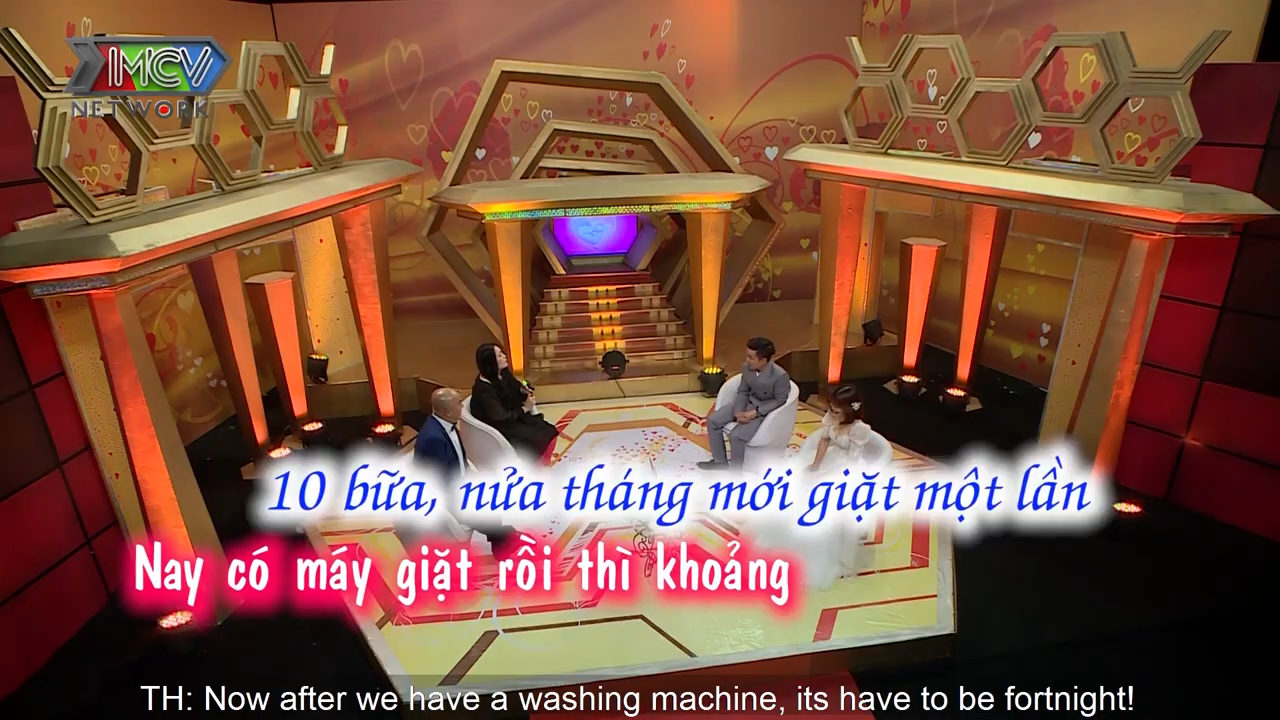 MCV
NETWORK
10 bữa, nửa tháng mới giặt một lần
Nay có máy giặt rồi thì khoảng
TH: Now after we have a washing machine, its have to be fortnight!